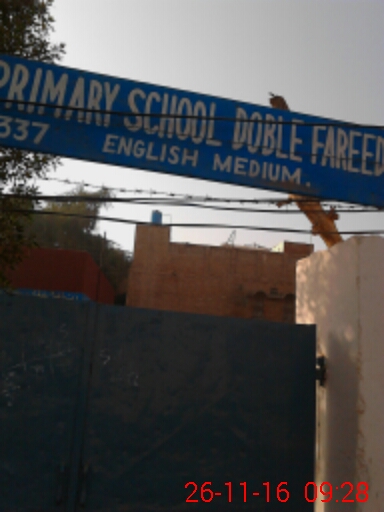 PRIMARY SCHOOL DOBLE FAREED
337 ENGLISH MEDIUM.
26-11-16 09:28